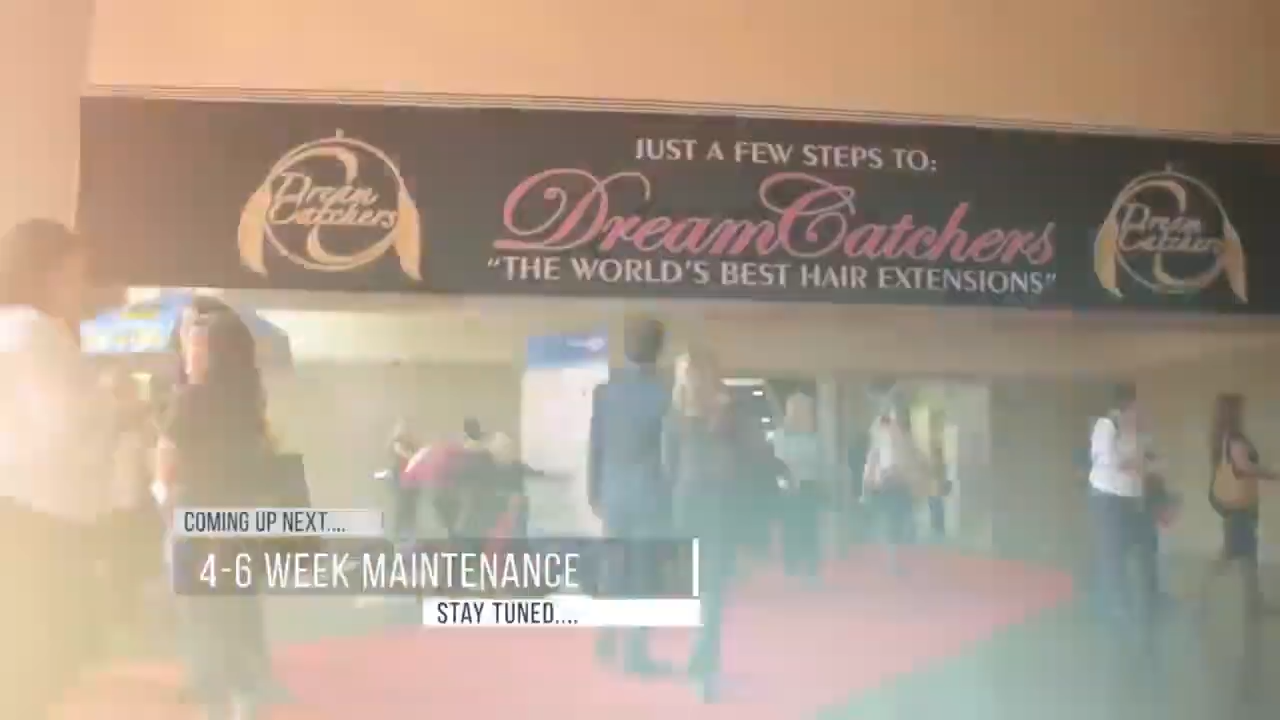 JUST A FEW STEPS TO:
Dream
Catchers
DreamCatchers
Dream
Catchers
"THE WORLD'S BEST HAIR EXTENSIONS"
COMING UP NEXT....
4-6 WEEK MAINTENANCE
STAY TUNED....